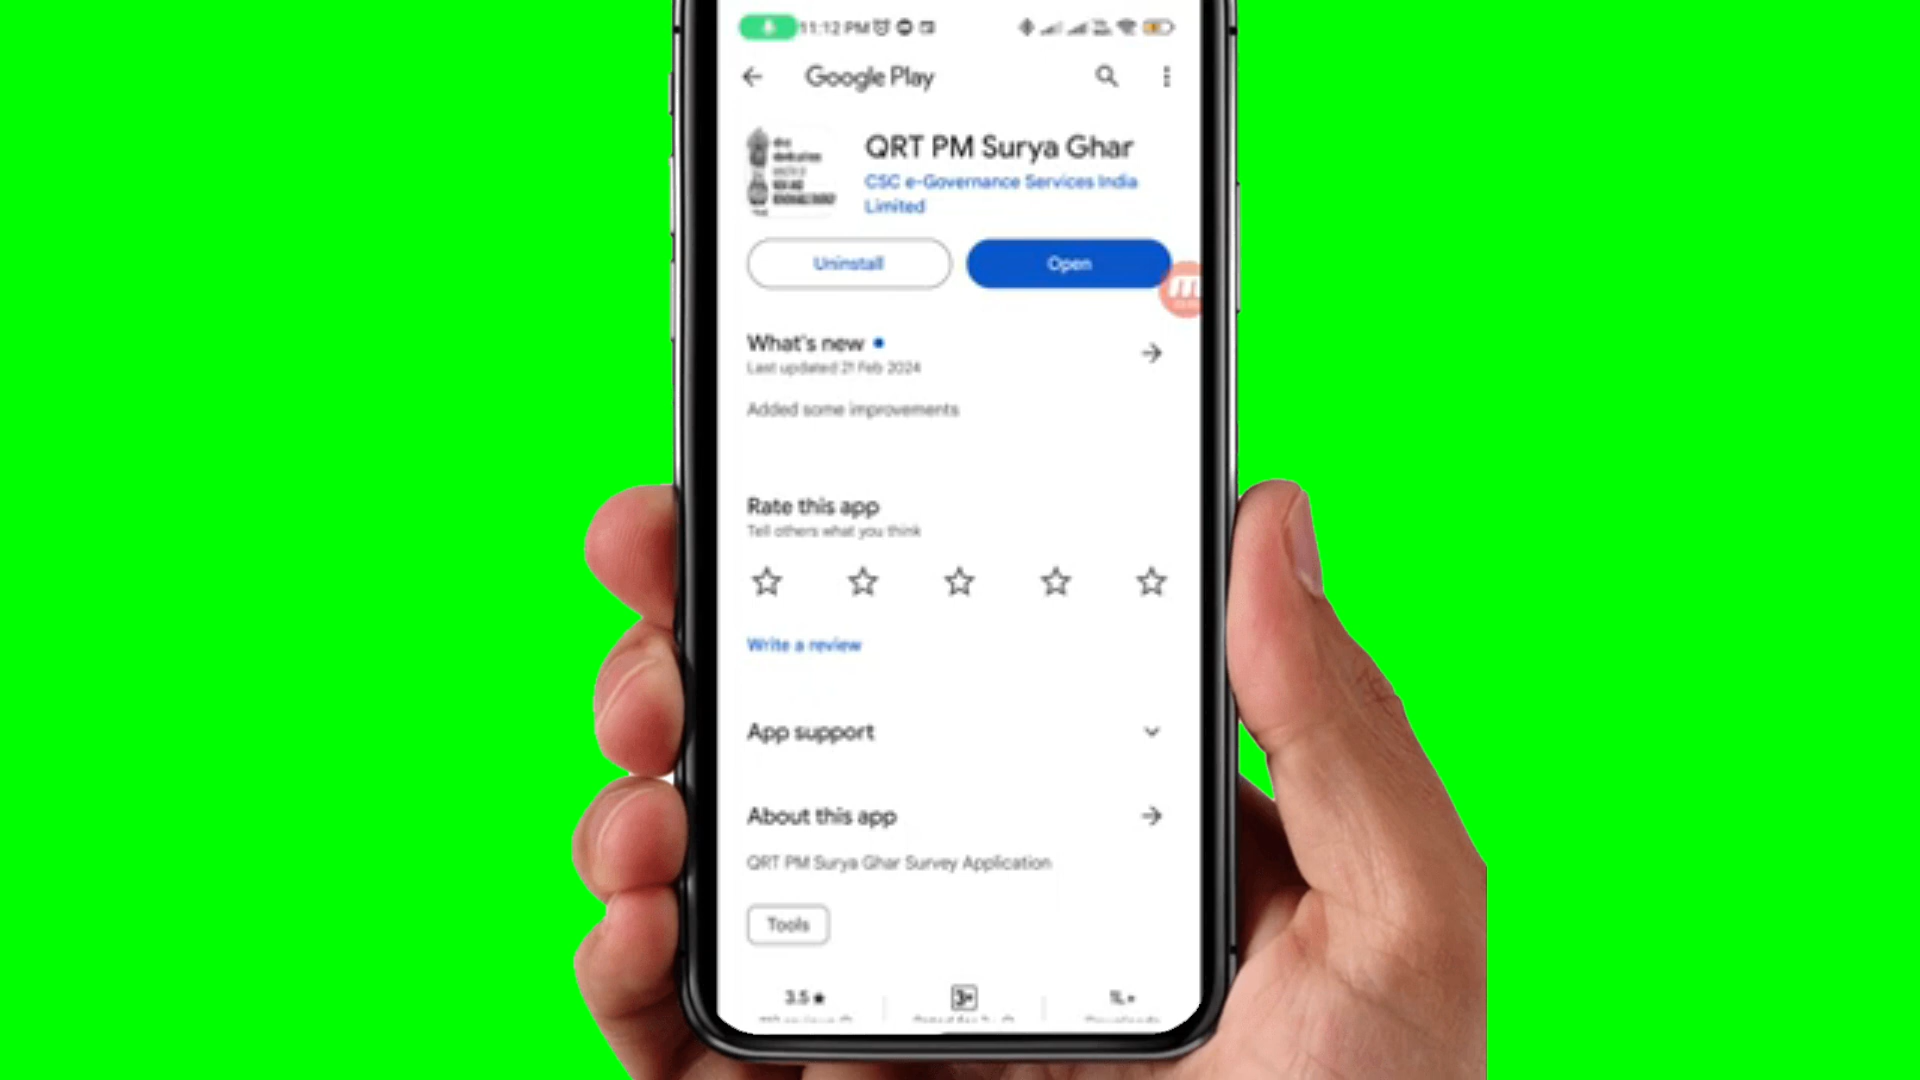 11:12 PM
Google Play
QRT PM Surya Ghar
CSC e-Governance Services India
Limited
Uninstall
Open
What's new
Last updated 21 Feb 2024
Added some improvements
Rate this app
Tell others what you think
Write a review
App support
About this app
QRT PM Surya Ghar Survey Application
Tools
3.5★
3+
1L+